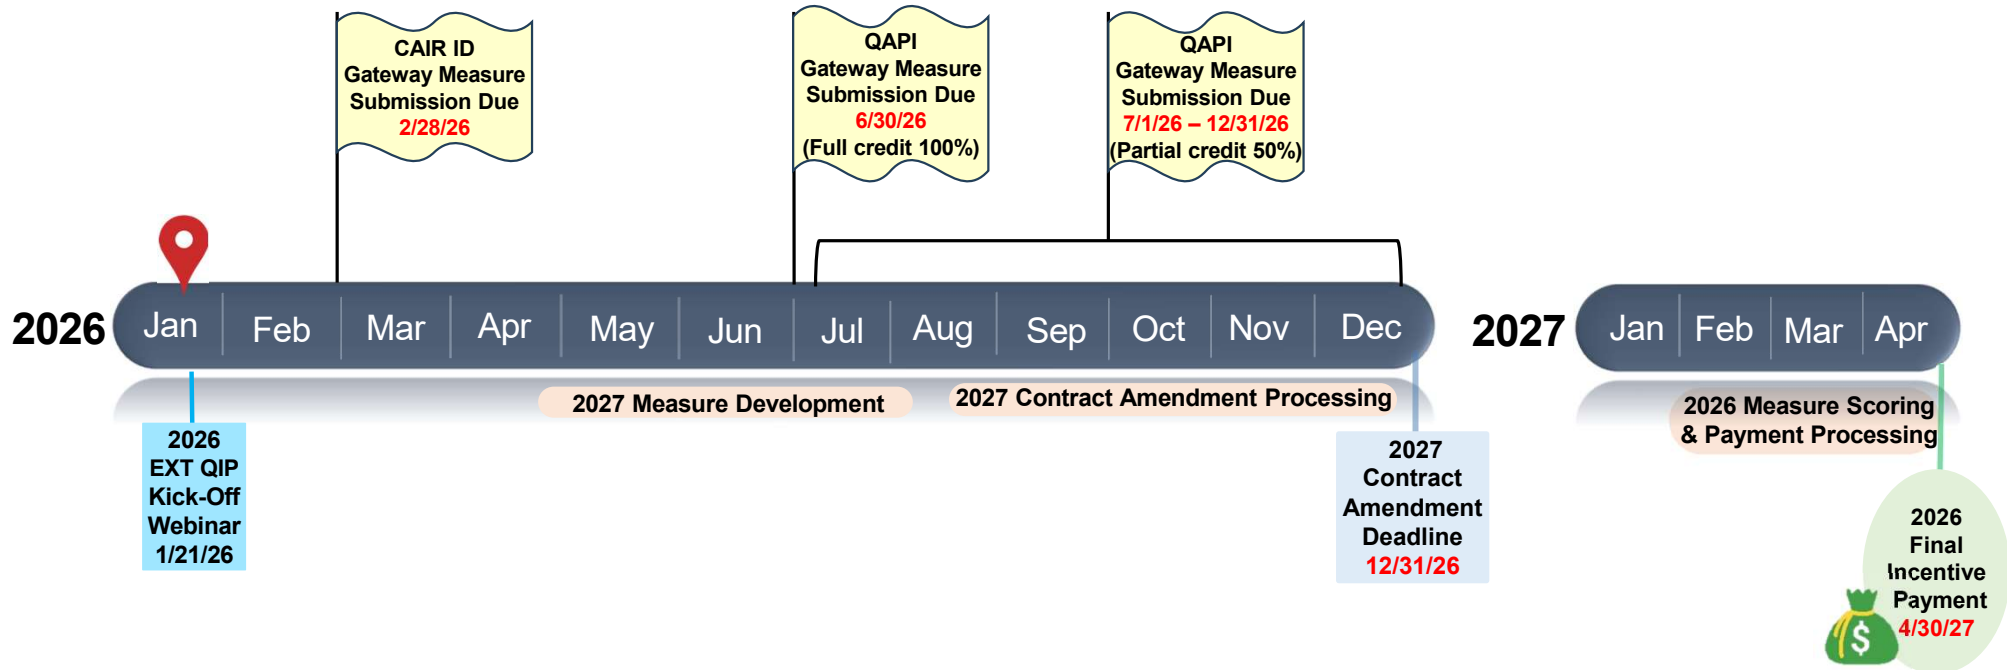 CAIR ID
Gateway Measure
Submission Due
2/28/26
QAPI
Gateway Measure
Submission Due
6/30/26
(Full credit 100%)
QAPI
Gateway Measure
Submission Due
7/1/26 – 12/31/26
(Partial credit 50%)
2026
Jan
Feb
Mar
Apr
May
Jun
Jul
Aug
Sep
Oct
Nov
Dec
2027
Jan
Feb
Mar
Apr
2027 Measure Development
2027 Contract Amendment Processing
2026 Measure Scoring
& Payment Processing
2026
EXT QIP
Kick-Off
Webinar
1/21/26
2027
Contract
Amendment
Deadline
12/31/26
2026
Final
Incentive
Payment
4/30/27
$